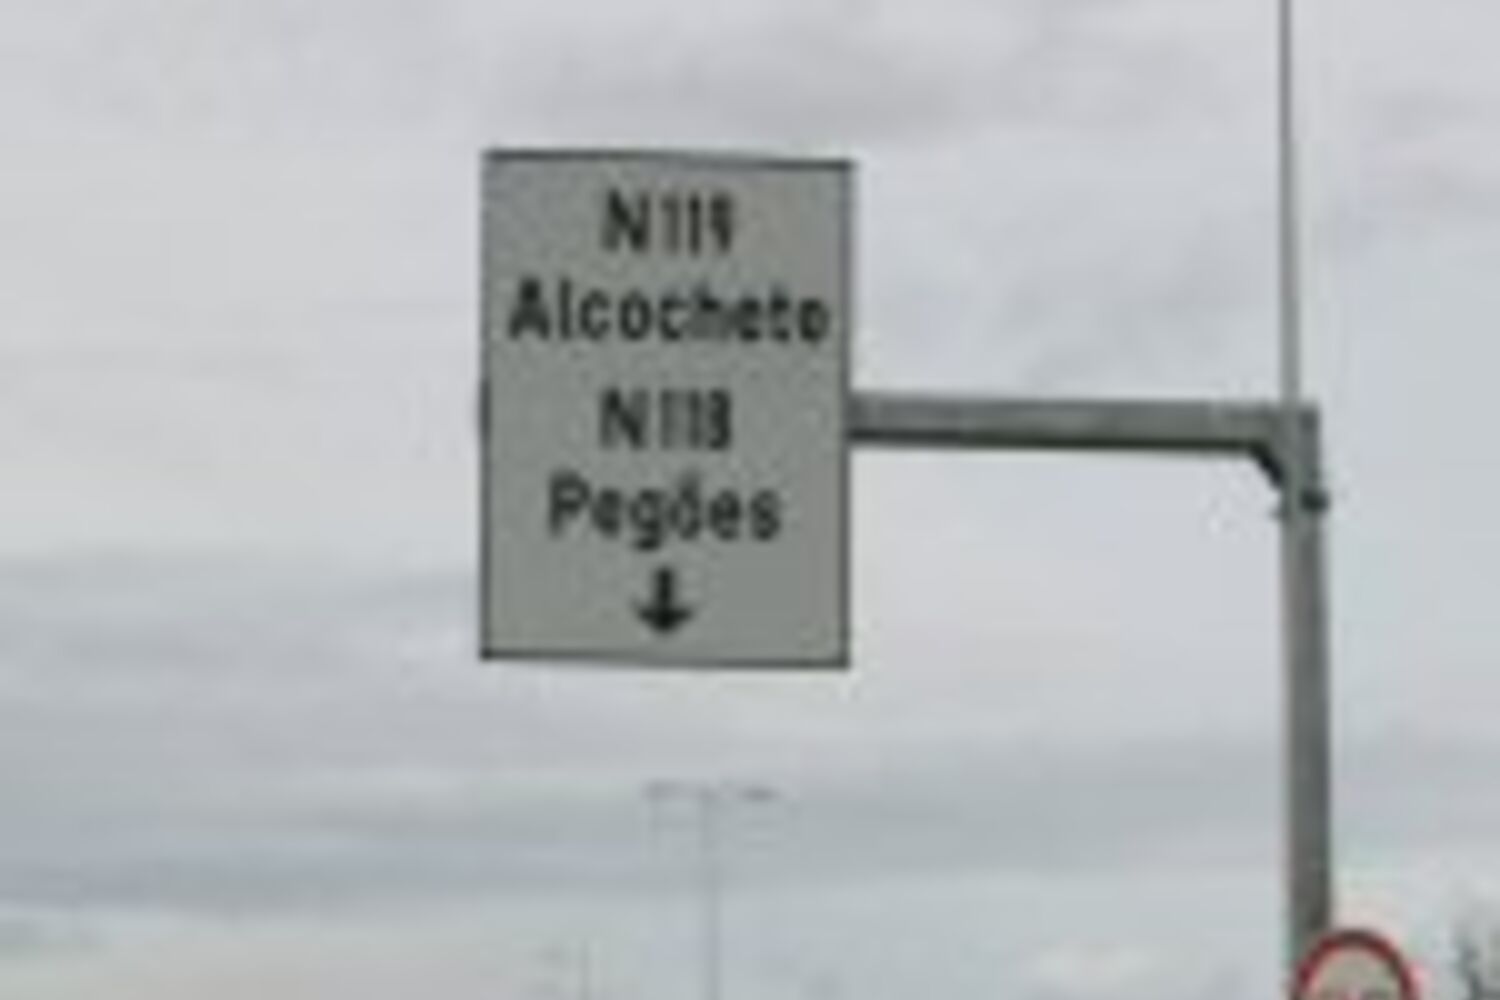 N119
Alcochete
N118
Pegões